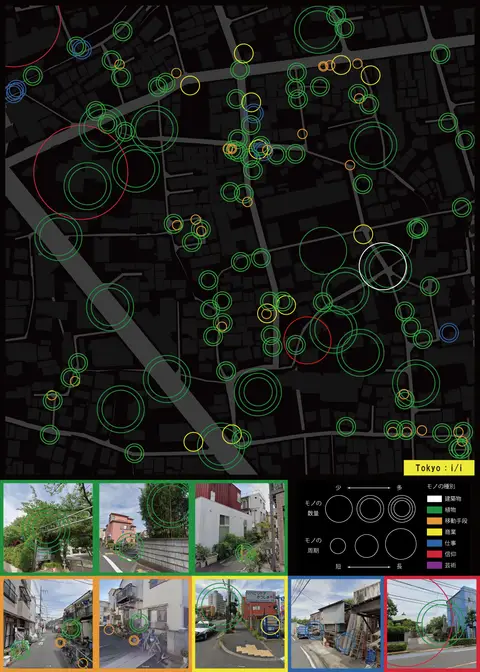 Tokyo：i/i
モノの種別
少
多
モノの
数量
モノの
周期
短
長
建築物
植物
移動手段
商業
仕事
信仰
芸術